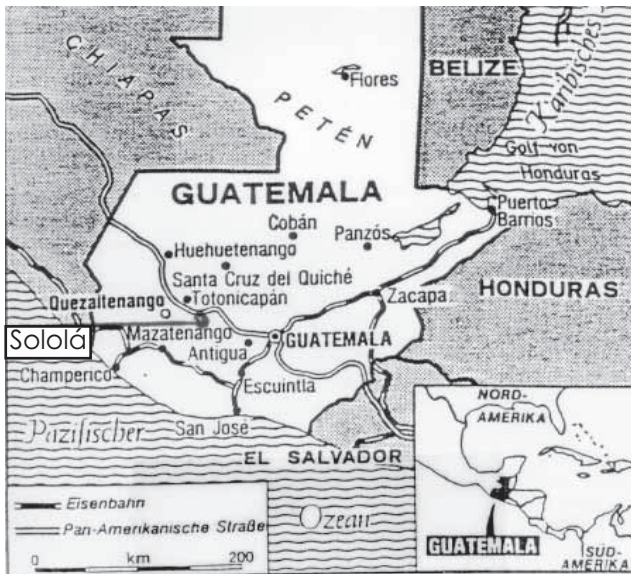 CHIAPAS
Flores
PETÉN
BELIZE
Karibisches
Golf von
Honduras
GUATEMALA
Puerto
Barrios
Cobán
Panzós
Huehuetenango
Santa Cruz del Quiché
Totonicapán
Quezaltenango
Zacapa
HONDURAS
Sololá
Mazatenango
GUATEMALA
Antigua
Champerico
Escuintla
San José
Pazifischer
EL SALVADOR
Ozean
Eisenbahn
Pan-Amerikanische Straße
0 km 200
NORD-
AMERIKA
GUATEMALA
SÜD-
AMERIKA